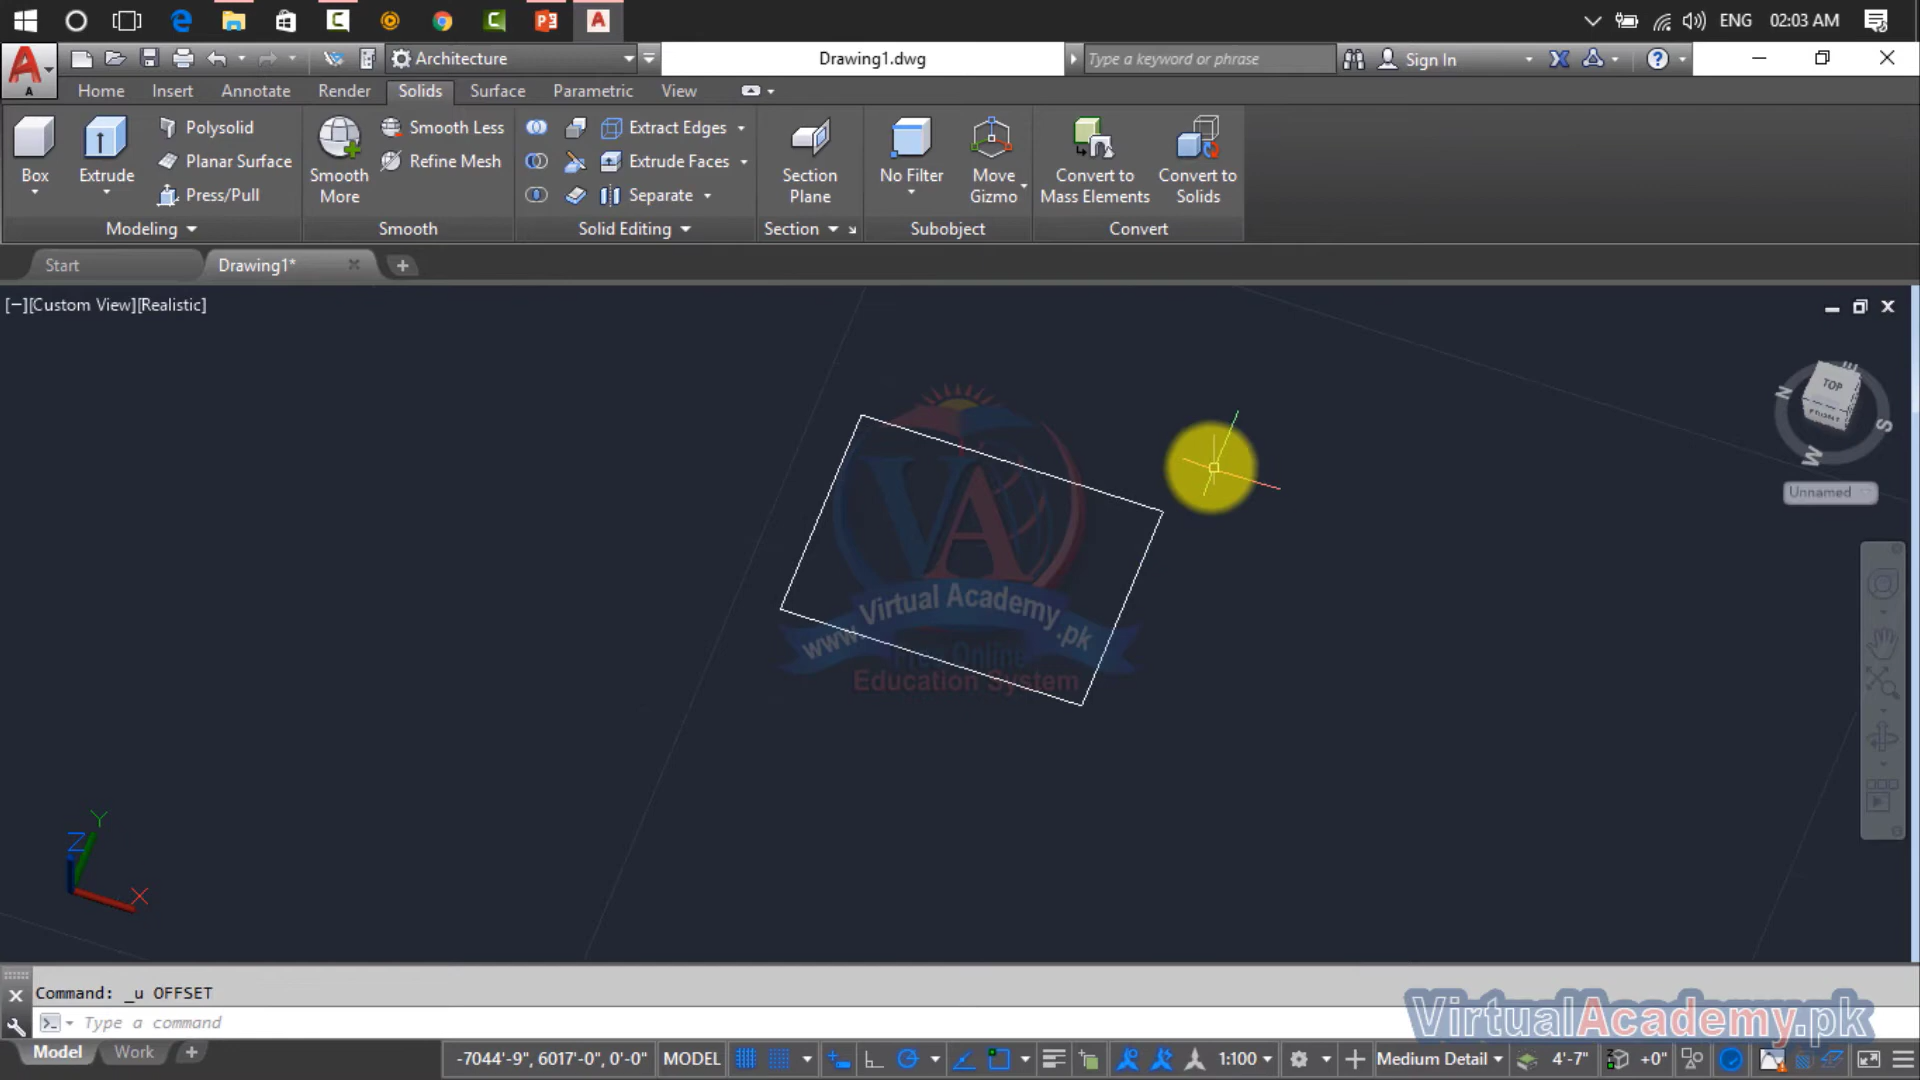 ENG 02:03 AM
Architecture
Drawing1.dwg
Type a keyword or phrase
Sign In
A
Home Insert Annotate Render Solids Surface Parametric View
Box
Extrude
Polysolid
Planar Surface
Press/Pull
Modeling
Smooth More
Smooth Less
Refine Mesh
Smooth
Extract Edges
Extrude Faces
Separate
Solid Editing
Section Plane
Section
No Filter
Move Gizmo
Subobject
Convert to Mass Elements
Convert to Solids
Convert
Start Drawing1*
[−][Custom View][Realistic]
TOP
FRONT
N
S
W
Unnamed
VA
www.VirtualAcademy.pk
Free Online
Education System
Y
Z
X
Command: _u OFFSET
Type a command
VirtualAcademy.pk
Model Work
-7044'-9", 6017'-0", 0'-0" MODEL 1:100 Medium Detail 4'-7" +0"